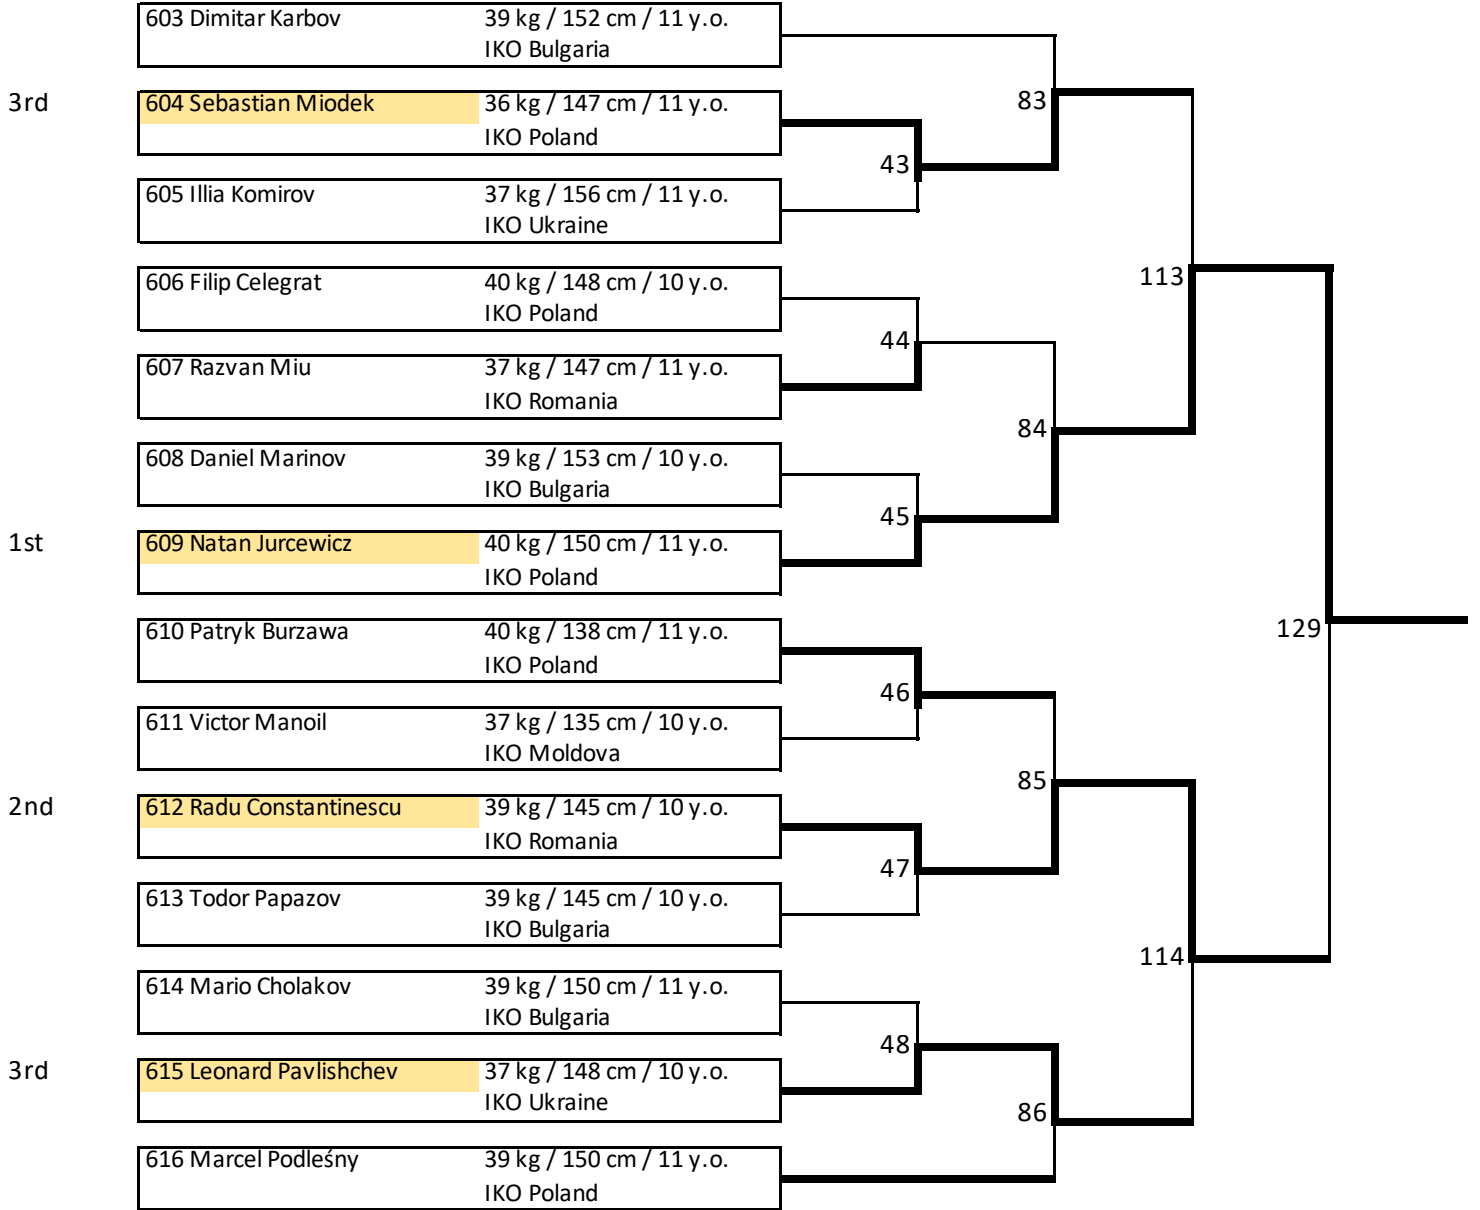 603 Dimitar Karbov 39 kg / 152 cm / 11 y.o.
IKO Bulgaria
3rd 604 Sebastian Miodek 36 kg / 147 cm / 11 y.o.
IKO Poland
83
43
605 Illia Komirov 37 kg / 156 cm / 11 y.o.
IKO Ukraine
606 Filip Celegrat 40 kg / 148 cm / 10 y.o.
IKO Poland
113
44
607 Razvan Miu 37 kg / 147 cm / 11 y.o.
IKO Romania
84
608 Daniel Marinov 39 kg / 153 cm / 10 y.o.
IKO Bulgaria
45
1st 609 Natan Jurcewicz 40 kg / 150 cm / 11 y.o.
IKO Poland
610 Patryk Burzawa 40 kg / 138 cm / 11 y.o.
IKO Poland
129
46
611 Victor Manoil 37 kg / 135 cm / 10 y.o.
IKO Moldova
85
2nd 612 Radu Constantinescu 39 kg / 145 cm / 10 y.o.
IKO Romania
47
613 Todor Papazov 39 kg / 145 cm / 10 y.o.
IKO Bulgaria
114
614 Mario Cholakov 39 kg / 150 cm / 11 y.o.
IKO Bulgaria
48
3rd 615 Leonard Pavlishchev 37 kg / 148 cm / 10 y.o.
IKO Ukraine
86
616 Marcel Podleśny 39 kg / 150 cm / 11 y.o.
IKO Poland